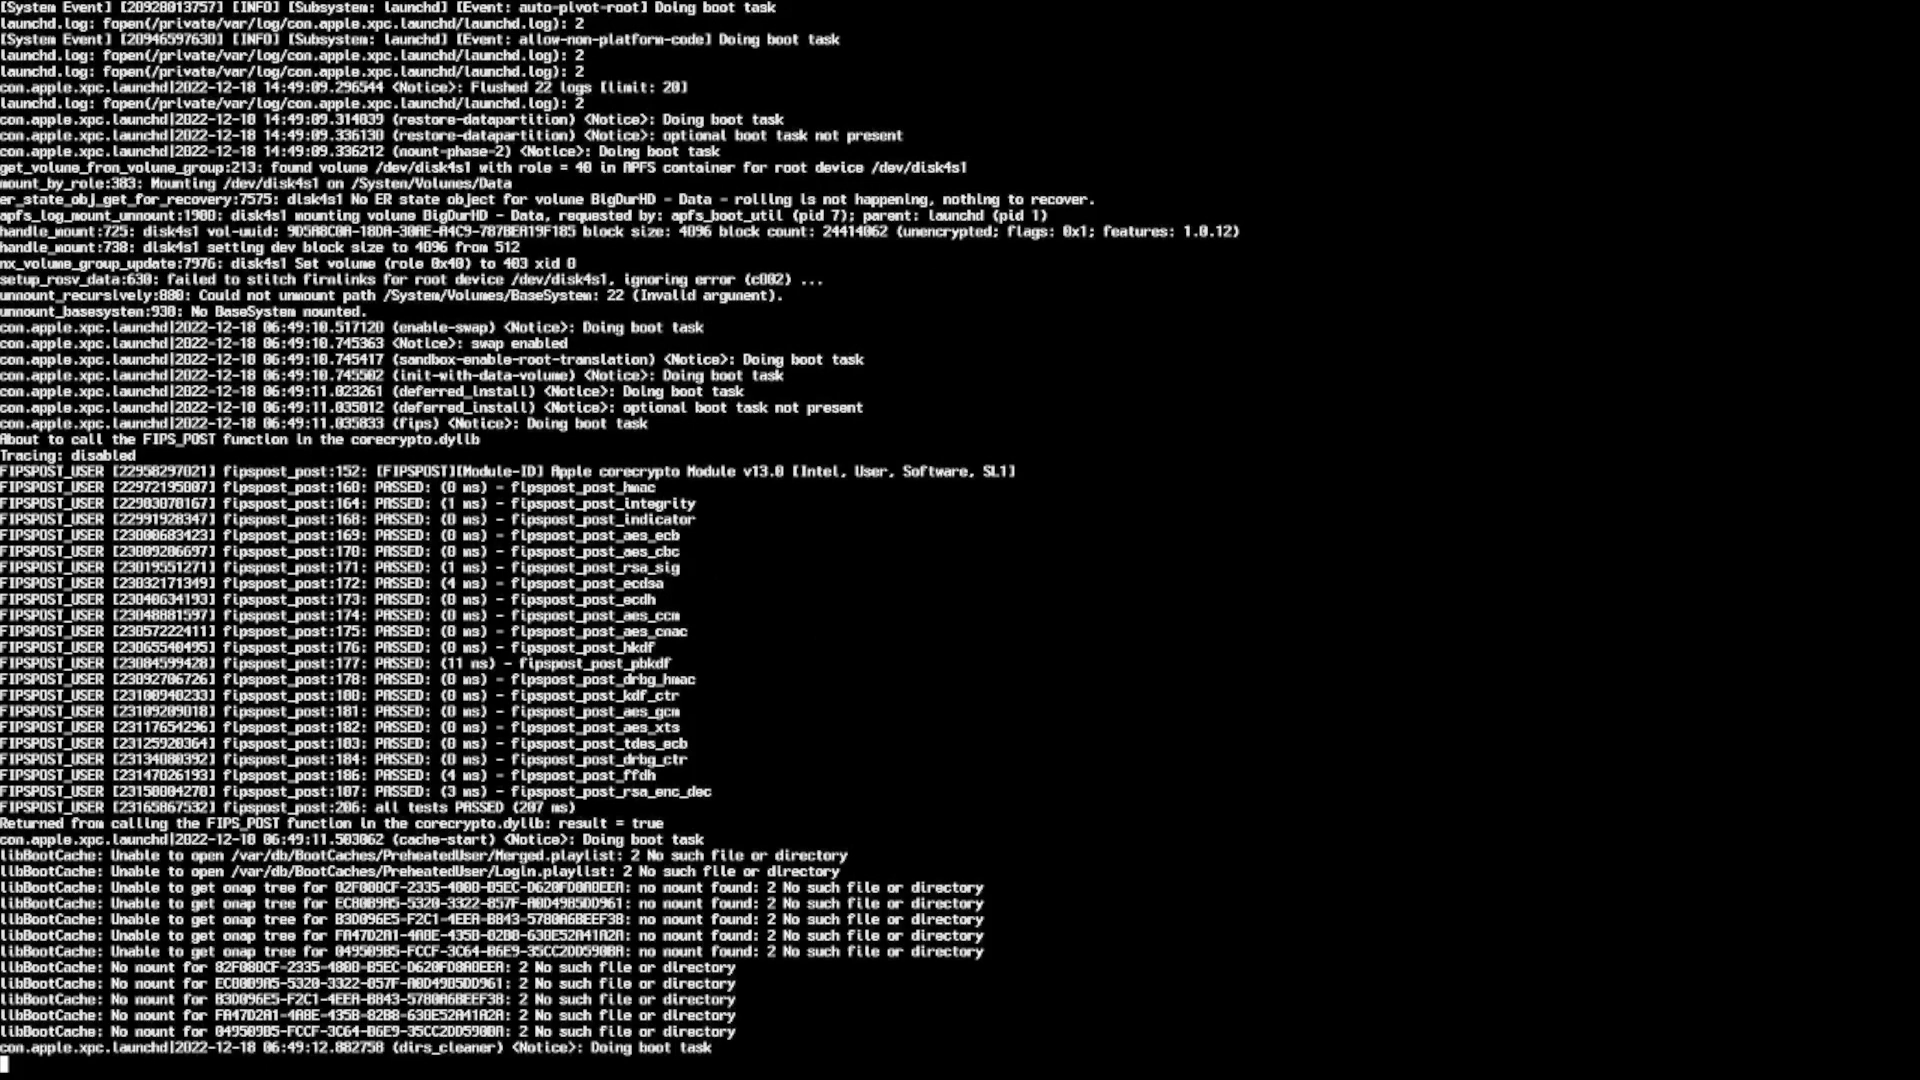 [System Event] [20928013757] [INFO] [Subsystem: launchd] [Event: auto-pivot-root] Doing boot task
launchd.log: fopen(/private/var/log/com.apple.xpc.launchd/launchd.log): 2
[System Event] [20946597630] [INFO] [Subsystem: launchd] [Event: allow-non-platform-code] Doing boot task
launchd.log: fopen(/private/var/log/com.apple.xpc.launchd/launchd.log): 2
launchd.log: fopen(/private/var/log/com.apple.xpc.launchd/launchd.log): 2
com.apple.xpc.launchd|2022-12-18 14:49:09.296544 <Notice>: Flushed 22 logs [limit: 20]
launchd.log: fopen(/private/var/log/com.apple.xpc.launchd/launchd.log): 2
com.apple.xpc.launchd|2022-12-18 14:49:09.314039 (restore-datapartition) <Notice>: Doing boot task
com.apple.xpc.launchd|2022-12-18 14:49:09.336130 (restore-datapartition) <Notice>: optional boot task not present
com.apple.xpc.launchd|2022-12-18 14:49:09.336212 (mount-phase-2) <Notice>: Doing boot task
get_volume_from_volume_group:213: found volume /dev/disk4s1 with role = 40 in APFS container for root device /dev/disk4s1
mount_by_role:383: Mounting /dev/disk4s1 on /System/Volumes/Data
er_state_obj_get_for_recovery:7575: disk4s1 No ER state object for volume BigDurHD - Data - rolling is not happening, nothing to recover.
apfs_log_mount_unmount:1900: disk4s1 mounting volume BigDurHD - Data, requested by: apfs_boot_util (pid 7); parent: launchd (pid 1)
handle_mount:725: disk4s1 vol-uuid: 9D5A8C0A-18DA-30AE-A4C9-787BEA19F185 block size: 4096 block count: 24414062 (unencrypted; flags: 0x1; features: 1.0.12)
handle_mount:738: disk4s1 setting dev block size to 4096 from 512
nx_volume_group_update:7976: disk4s1 Set volume (role 0x40) to 403 xid 0
setup_rosv_data:630: failed to stitch firmlinks for root device /dev/disk4s1, ignoring error (c002) ...
unmount_recursively:880: Could not unmount path /System/Volumes/BaseSystem: 22 (Invalid argument).
unmount_basesystem:930: No BaseSystem mounted.
com.apple.xpc.launchd|2022-12-18 06:49:10.517120 (enable-swap) <Notice>: Doing boot task
com.apple.xpc.launchd|2022-12-18 06:49:10.745363 <Notice>: swap enabled
com.apple.xpc.launchd|2022-12-18 06:49:10.745417 (sandbox-enable-root-translation) <Notice>: Doing boot task
com.apple.xpc.launchd|2022-12-18 06:49:10.745502 (init-with-data-volume) <Notice>: Doing boot task
com.apple.xpc.launchd|2022-12-18 06:49:11.023261 (deferred_install) <Notice>: Doing boot task
com.apple.xpc.launchd|2022-12-18 06:49:11.035012 (deferred_install) <Notice>: optional boot task not present
com.apple.xpc.launchd|2022-12-18 06:49:11.035833 (fips) <Notice>: Doing boot task
About to call the FIPS_POST function in the corecrypto.dylib
Tracing: disabled
FIPSPOST_USER [22958297021] fipspost_post:152: [FIPSPOST][Module-ID] Apple corecrypto Module v13.0 [Intel, User, Software, SL1]
FIPSPOST_USER [22972195007] fipspost_post:160: PASSED: (0 ms) - fipspost_post_hmac
FIPSPOST_USER [22983070167] fipspost_post:164: PASSED: (1 ms) - fipspost_post_integrity
FIPSPOST_USER [22991928347] fipspost_post:168: PASSED: (0 ms) - fipspost_post_indicator
FIPSPOST_USER [23000683423] fipspost_post:169: PASSED: (0 ms) - fipspost_post_aes_ecb
FIPSPOST_USER [23009206697] fipspost_post:170: PASSED: (0 ms) - fipspost_post_aes_cbc
FIPSPOST_USER [23019551271] fipspost_post:171: PASSED: (1 ms) - fipspost_post_rsa_sig
FIPSPOST_USER [23032171349] fipspost_post:172: PASSED: (4 ms) - fipspost_post_ecdsa
FIPSPOST_USER [23040634193] fipspost_post:173: PASSED: (0 ms) - fipspost_post_ecdh
FIPSPOST_USER [23048881597] fipspost_post:174: PASSED: (0 ms) - fipspost_post_aes_ccm
FIPSPOST_USER [23057222411] fipspost_post:175: PASSED: (0 ms) - fipspost_post_aes_cmac
FIPSPOST_USER [23065540495] fipspost_post:176: PASSED: (0 ms) - fipspost_post_hkdf
FIPSPOST_USER [23084599428] fipspost_post:177: PASSED: (11 ms) - fipspost_post_pbkdf
FIPSPOST_USER [23092706726] fipspost_post:178: PASSED: (0 ms) - fipspost_post_drbg_hmac
FIPSPOST_USER [23100940233] fipspost_post:180: PASSED: (0 ms) - fipspost_post_kdf_ctr
FIPSPOST_USER [23109209018] fipspost_post:181: PASSED: (0 ms) - fipspost_post_aes_gcm
FIPSPOST_USER [23117654296] fipspost_post:182: PASSED: (0 ms) - fipspost_post_aes_xts
FIPSPOST_USER [23125920364] fipspost_post:183: PASSED: (0 ms) - fipspost_post_tdes_ecb
FIPSPOST_USER [23134080392] fipspost_post:184: PASSED: (0 ms) - fipspost_post_drbg_ctr
FIPSPOST_USER [23147026193] fipspost_post:186: PASSED: (4 ms) - fipspost_post_ffdh
FIPSPOST_USER [23158004270] fipspost_post:187: PASSED: (3 ms) - fipspost_post_rsa_enc_dec
FIPSPOST_USER [23165867532] fipspost_post:206: all tests PASSED (207 ms)
Returned from calling the FIPS_POST function in the corecrypto.dylib: result = true
com.apple.xpc.launchd|2022-12-18 06:49:11.503062 (cache-start) <Notice>: Doing boot task
libBootCache: Unable to open /var/db/BootCaches/PreheatedUser/Merged.playlist: 2 No such file or directory
libBootCache: Unable to open /var/db/BootCaches/PreheatedUser/Login.playlist: 2 No such file or directory
libBootCache: Unable to get omap tree for 82F080CF-2335-4800-B5EC-D620FD8A0EEA: no mount found: 2 No such file or directory
libBootCache: Unable to get omap tree for EC80B9A5-5320-3322-857F-A0D49B5DD961: no mount found: 2 No such file or directory
libBootCache: Unable to get omap tree for B3D096E5-F2C1-4EEA-B843-5780A6BEEF38: no mount found: 2 No such file or directory
libBootCache: Unable to get omap tree for FA47D2A1-4A8E-435B-82B8-630E52A41A2A: no mount found: 2 No such file or directory
libBootCache: Unable to get omap tree for 049509B5-FCCF-3C64-B6E9-35CC2DD590BA: no mount found: 2 No such file or directory
libBootCache: No mount for 82F080CF-2335-4800-B5EC-D620FD8A0EEA: 2 No such file or directory
libBootCache: No mount for EC80B9A5-5320-3322-857F-A0D49B5DD961: 2 No such file or directory
libBootCache: No mount for B3D096E5-F2C1-4EEA-B843-5780A6BEEF38: 2 No such file or directory
libBootCache: No mount for FA47D2A1-4A8E-435B-82B8-630E52A41A2A: 2 No such file or directory
libBootCache: No mount for 049509B5-FCCF-3C64-B6E9-35CC2DD590BA: 2 No such file or directory
com.apple.xpc.launchd|2022-12-18 06:49:12.882758 (dirs_cleaner) <Notice>: Doing boot task